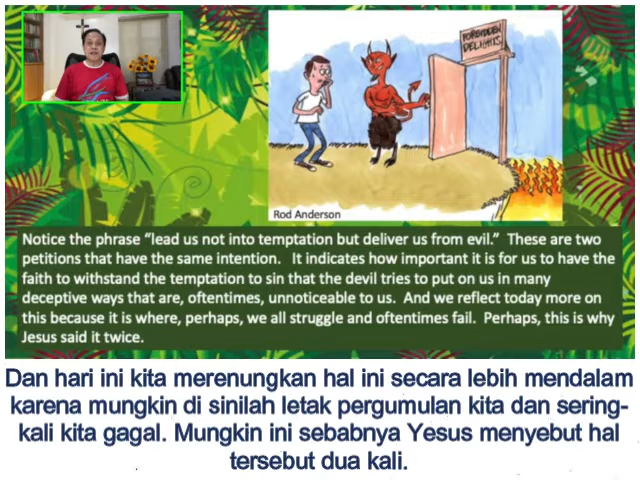 FORBIDDEN
DELIGHTS
Rod Anderson
Notice the phrase “lead us not into temptation but deliver us from evil.”  These are two
petitions that have the same intention.   It indicates how important it is for us to have the
faith to withstand the temptation to sin that the devil tries to put on us in many
deceptive ways that are, oftentimes, unnoticeable to us.  And we reflect today more on
this because it is where, perhaps, we all struggle and oftentimes fail.  Perhaps, this is why
Jesus said it twice.
Dan hari ini kita merenungkan hal ini secara lebih mendalam
karena mungkin di sinilah letak pergumulan kita dan sering-
kali kita gagal. Mungkin ini sebabnya Yesus menyebut hal
tersebut dua kali.